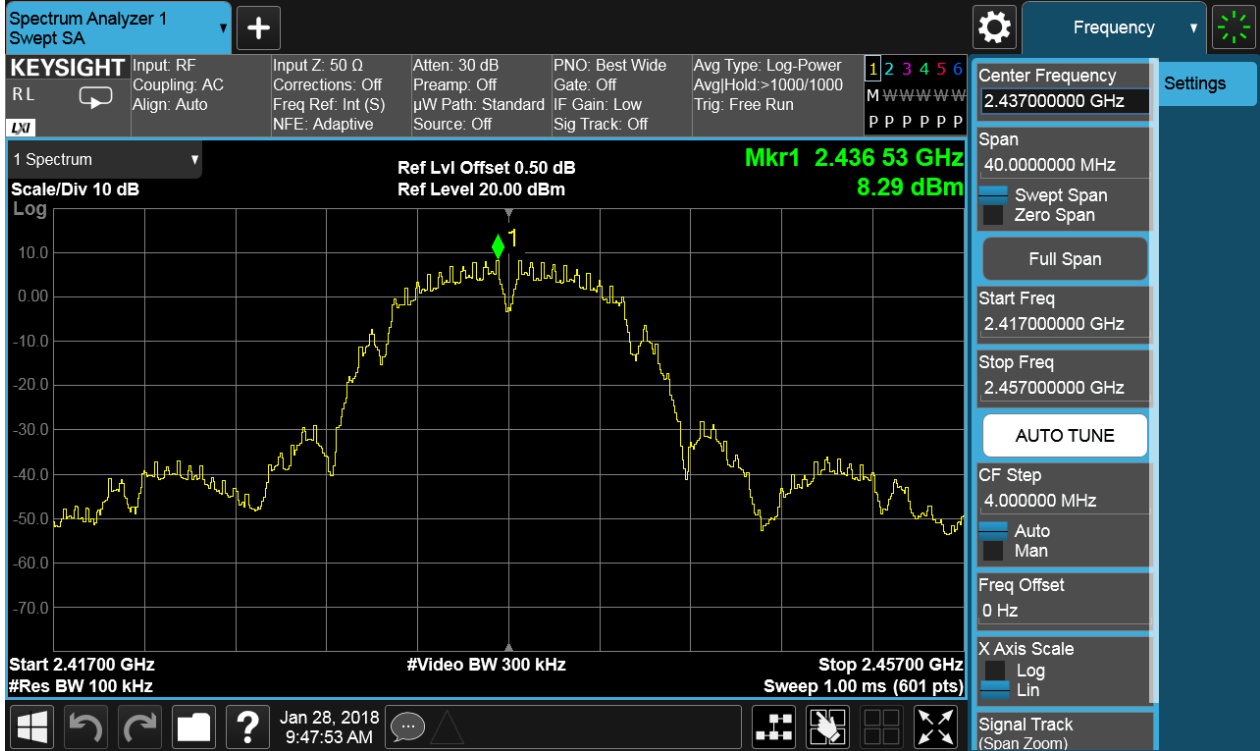 Spectrum Analyzer 1
Swept SA
Frequency
KEYSIGHT
R L
LXI
Input: RF
Coupling: AC
Align: Auto
Input Z: 50 Ω
Corrections: Off
Freq Ref: Int (S)
NFE: Adaptive
Atten: 30 dB
Preamp: Off
µW Path: Standard
Source: Off
PNO: Best Wide
Gate: Off
IF Gain: Low
Sig Track: Off
Avg Type: Log-Power
Avg|Hold:>1000/1000
Trig: Free Run
1 2 3 4 5 6
M W W W W W
P P P P P P
1 Spectrum
Scale/Div 10 dB
Log
Ref Lvl Offset 0.50 dB
Ref Level 20.00 dBm
Mkr1 2.436 53 GHz
8.29 dBm
1
10.0
0.00
-10.0
-20.0
-30.0
-40.0
-50.0
-60.0
-70.0
Start 2.41700 GHz
#Res BW 100 kHz
#Video BW 300 kHz
Stop 2.45700 GHz
Sweep 1.00 ms (601 pts)
Center Frequency
2.437000000 GHz
Span
40.0000000 MHz
Swept Span
Zero Span
Full Span
Start Freq
2.417000000 GHz
Stop Freq
2.457000000 GHz
AUTO TUNE
CF Step
4.000000 MHz
Auto
Man
Freq Offset
0 Hz
X Axis Scale
Log
Lin
Signal Track
(Span Zoom)
Settings
?
Jan 28, 2018
9:47:53 AM